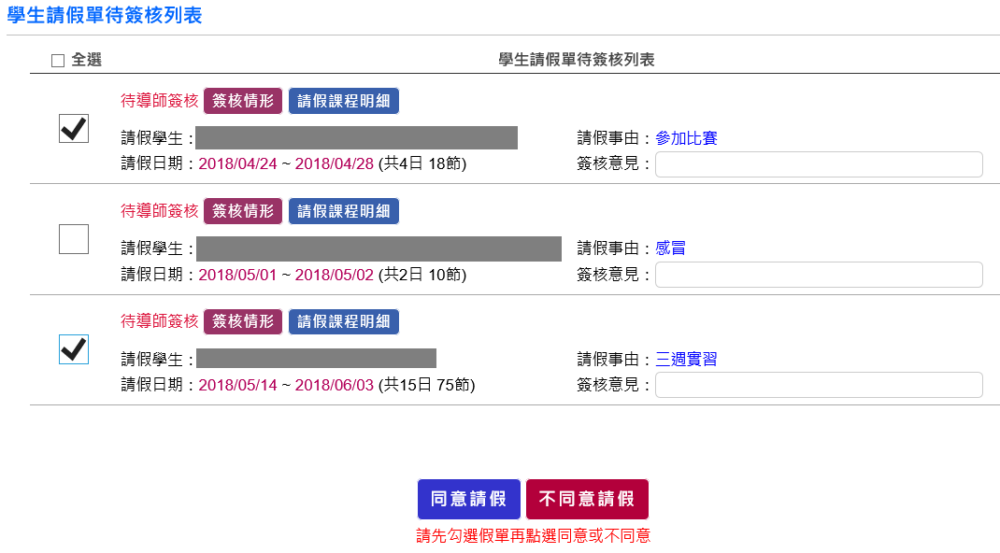 學生請假單待簽核列表
全選 學生請假單待簽核列表
待導師簽核 簽核情形 請假課程明細
請假學生： 請假事由：參加比賽
請假日期：2018/04/24 ~ 2018/04/28 (共4日 18節) 簽核意見：
待導師簽核 簽核情形 請假課程明細
請假學生： 請假事由：感冒
請假日期：2018/05/01 ~ 2018/05/02 (共2日 10節) 簽核意見：
待導師簽核 簽核情形 請假課程明細
請假學生： 請假事由：三週實習
請假日期：2018/05/14 ~ 2018/06/03 (共15日 75節) 簽核意見：
同意請假 不同意請假
請先勾選假單再點選同意或不同意